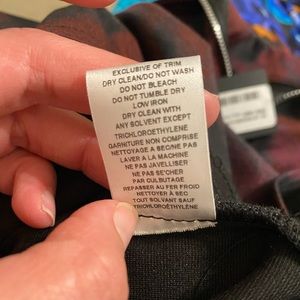 EXCLUSIVE OF TRIM
DRY CLEAN/DO NOT WASH
DO NOT BLEACH
DO NOT TUMBLE DRY
LOW IRON
DRY CLEAN WITH
ANY SOLVENT EXCEPT
TRICHLOROETHYLENE
GARNITURE NON COMPRISE
NETTOYAGE A SEC/NE PAS
LAVER A LA MACHINE
NE PAS JAVELLISER
NE PAS SÉCHER
PAR CULBUTAGE
REPASSER AU FER FROID
NETTOYER À SEC
TOUT SOLVANT SAUF
TRICHLOROÉTHYLÈNE